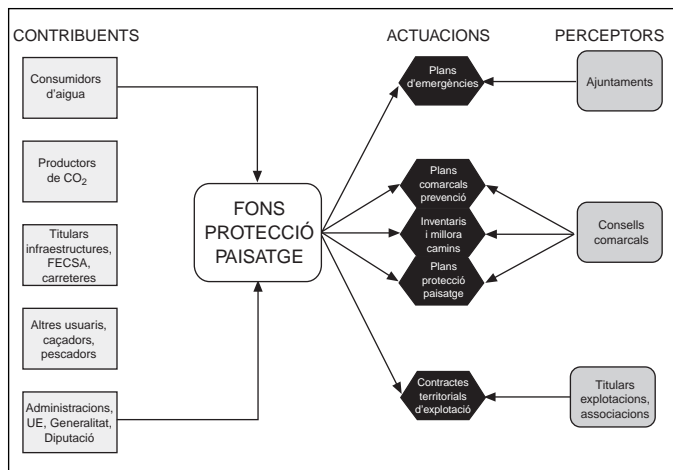 CONTRIBUENTS
Consumidors
d'aigua
Productors
de CO₂
Titulars
infraestructures,
FECSA,
carreteres
Altres usuaris,
caçadors,
pescadors
Administracions,
UE, Generalitat,
Diputació
FONS
PROTECCIÓ
PAISATGE
ACTUACIONS
Plans
d'emergències
Plans
comarcals
prevenció
Inventaris
i millora
camins
Plans
protecció
paisatge
Contractes
territorials
d'explotació
PERCEPTORS
Ajuntaments
Consells
comarcals
Titulars
explotacions,
associacions